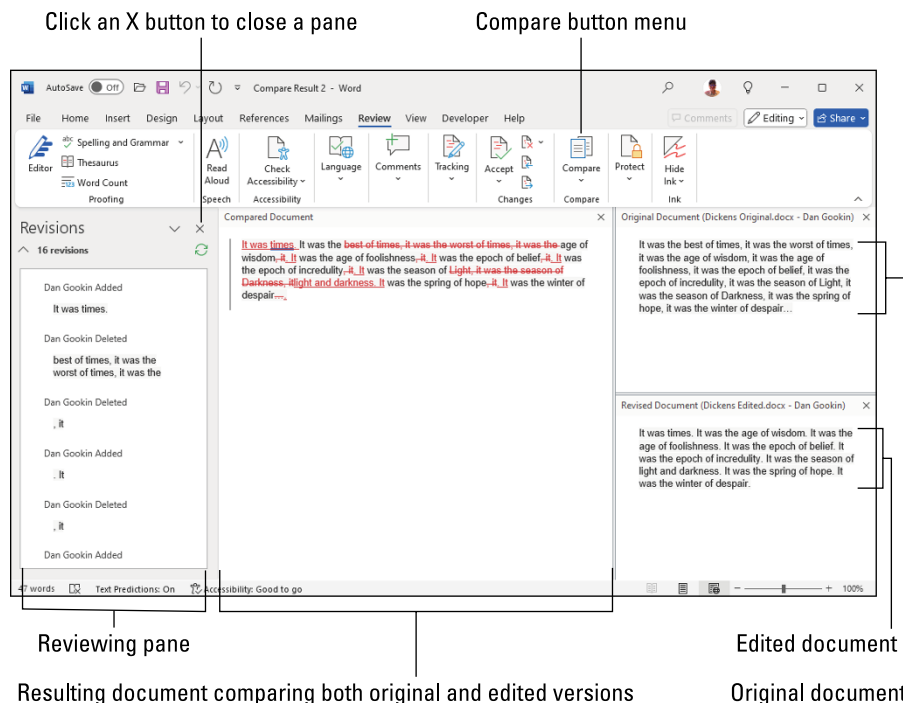 Click an X button to close a pane
Compare button menu
AutoSave Off Compare Result 2 - Word
File Home Insert Design Layout References Mailings Review View Developer Help Comments Editing Share
Editor
abc Spelling and Grammar
Thesaurus
123 Word Count
Proofing
A
Read Aloud
Speech
Check Accessibility
Accessibility
Language
Comments
Tracking
Accept
Changes
Compare
Compare
Protect
Hide Ink
Ink
Revisions
16 revisions
Dan Gookin Added
It was times.
Dan Gookin Deleted
best of times, it was the
worst of times, it was the
Dan Gookin Deleted
, it
Dan Gookin Added
. It
Dan Gookin Deleted
, it
Dan Gookin Added
Compared Document
It was times. It was the best of times, it was the worst of times, it was the age of
wisdom, it. It was the age of foolishness, it. It was the epoch of belief, it. It was
the epoch of incredulity, it. It was the season of Light, it was the season of
Darkness, itlight and darkness. It was the spring of hope, it. It was the winter of
despair….
Original Document (Dickens Original.docx - Dan Gookin)
It was the best of times, it was the worst of times,
it was the age of wisdom, it was the age of
foolishness, it was the epoch of belief, it was the
epoch of incredulity, it was the season of Light, it
was the season of Darkness, it was the spring of
hope, it was the winter of despair…
Revised Document (Dickens Edited.docx - Dan Gookin)
It was times. It was the age of wisdom. It was the
age of foolishness. It was the epoch of belief. It
was the epoch of incredulity. It was the season of
light and darkness. It was the spring of hope. It
was the winter of despair.
47 words Text Predictions: On Accessibility: Good to go 100%
Reviewing pane
Edited document
Resulting document comparing both original and edited versions
Original document